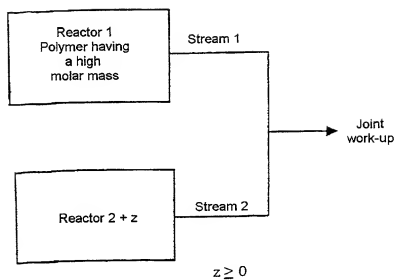 Reactor 1
Polymer having
a high
molar mass
Stream 1
Joint
work-up
Reactor 2 + z
Stream 2
z ≥ 0